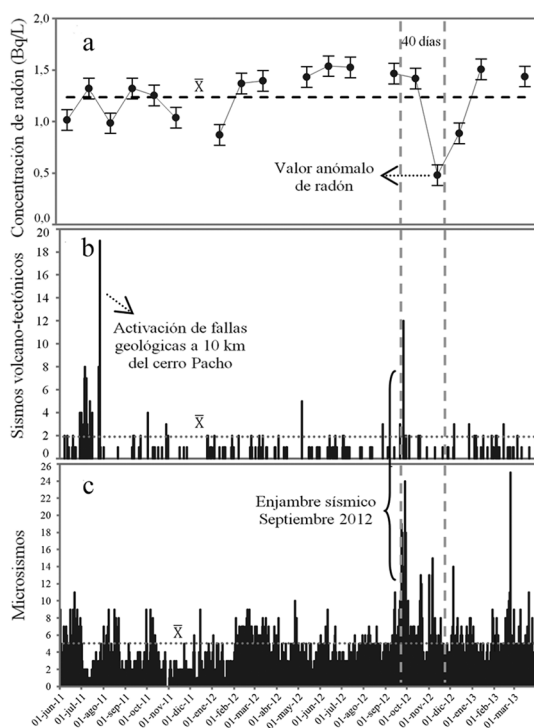 Concentración de radón (Bq/L)
2,0
1,5
1,0
0,5
0,0
a
X̅
40 días
Valor anómalo
de radón
Sismos volcano-tectónicos
20
18
16
14
12
10
8
6
4
2
0
b
Activación de fallas
geológicas a 10 km
del cerro Pacho
X̅
Microsismos
26
24
22
20
18
16
14
12
10
8
6
4
2
0
c
Enjambre sísmico
Septiembre 2012
X̅
01-jun-11
01-jul-11
01-ago-11
01-sep-11
01-oct-11
01-nov-11
01-dic-11
01-ene-12
01-feb-12
01-mar-12
01-abr-12
01-may-12
01-jun-12
01-jul-12
01-ago-12
01-sep-12
01-oct-12
01-nov-12
01-dic-12
01-ene-13
01-feb-13
01-mar-13